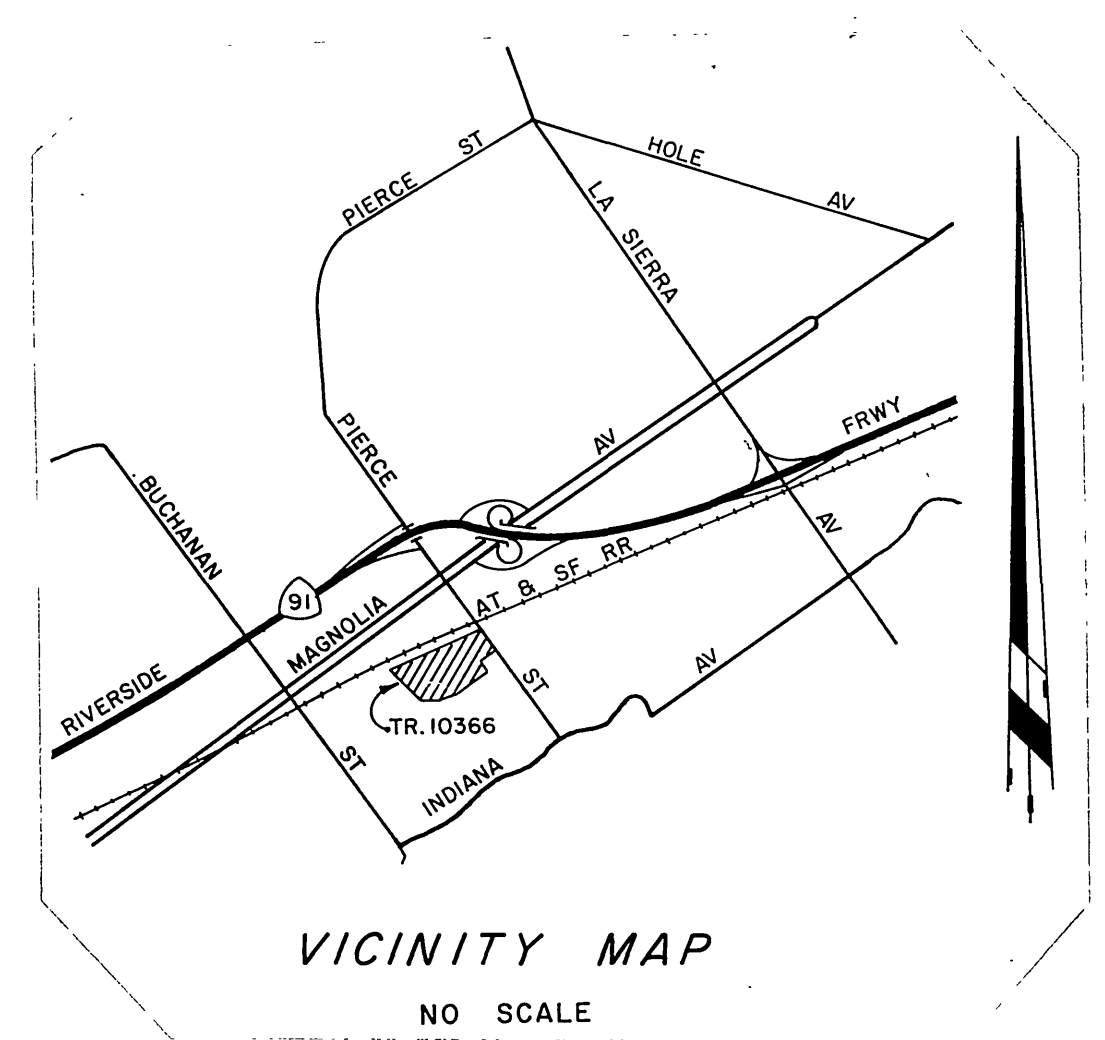 PIERCE ST
HOLE AV
LA SIERRA AV
PIERCE ST
BUCHANAN ST
MAGNOLIA AV
RIVERSIDE FRWY
91
AT & SF RR
TR. 10366
INDIANA AV
VICINITY MAP
NO SCALE